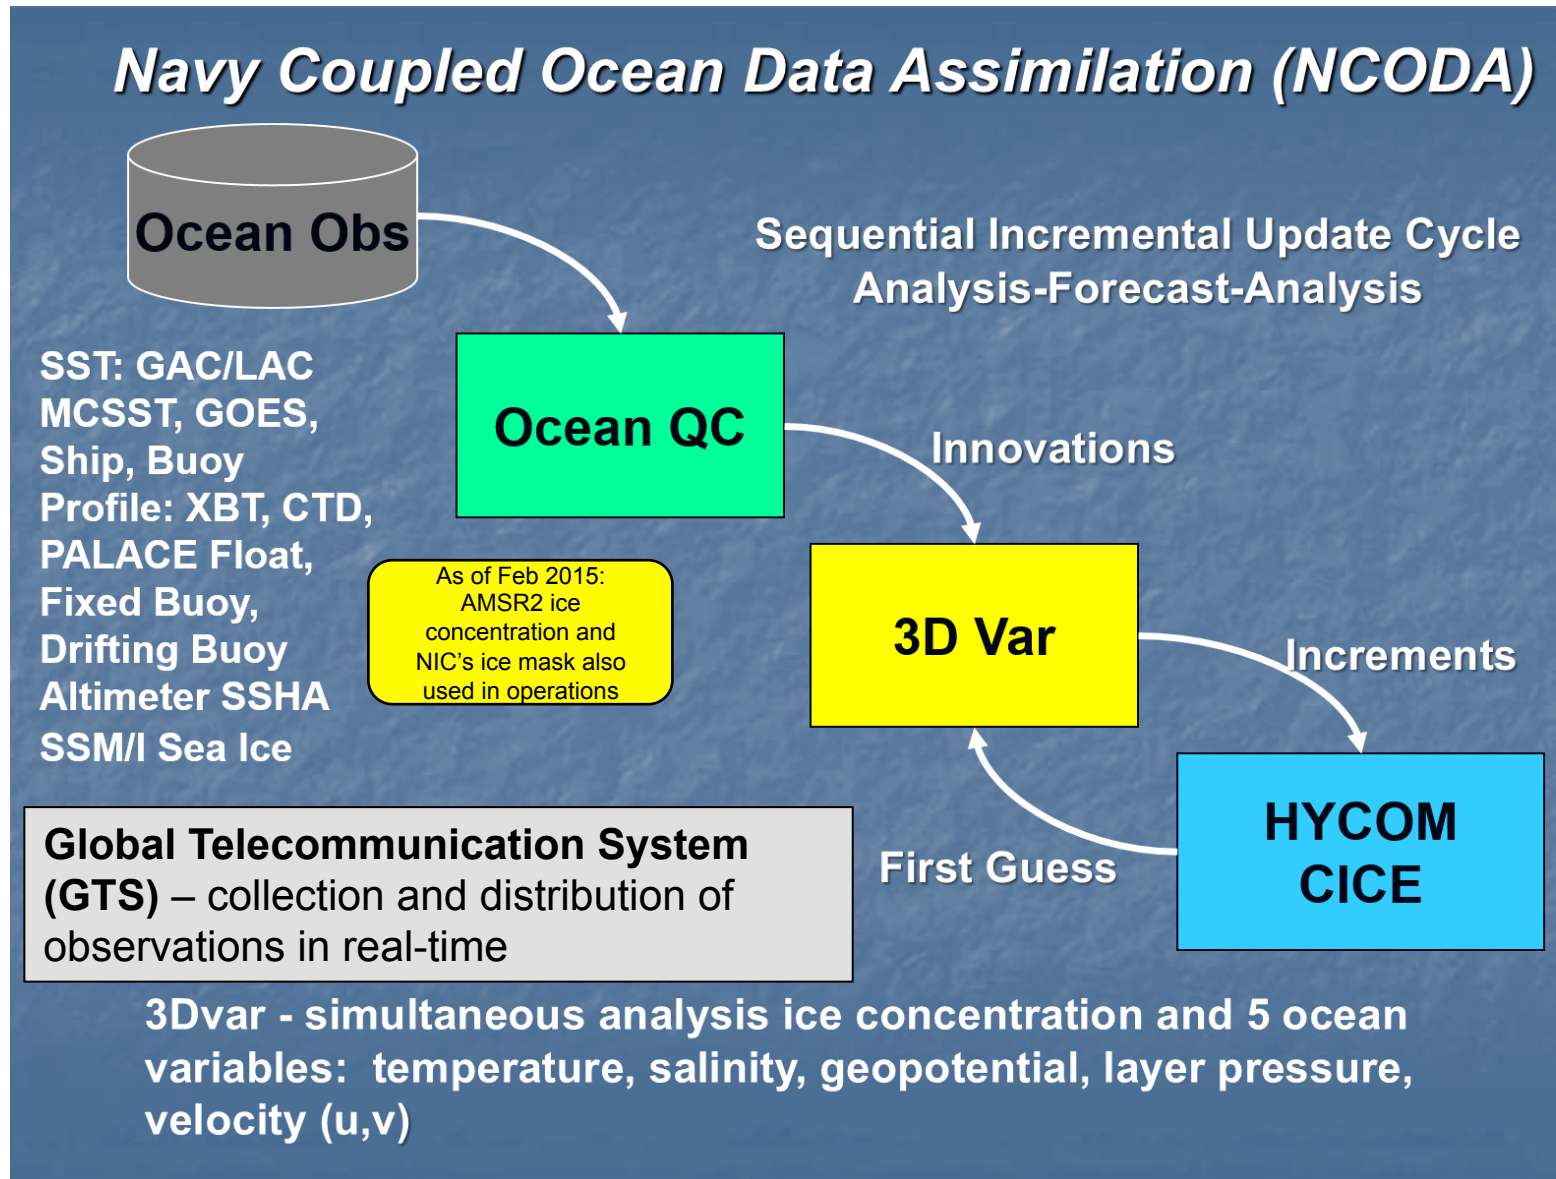 Navy Coupled Ocean Data Assimilation (NCODA)
Ocean Obs
Sequential Incremental Update Cycle
Analysis-Forecast-Analysis
SST: GAC/LAC
MCSST, GOES,
Ship, Buoy
Profile: XBT, CTD,
PALACE Float,
Fixed Buoy,
Drifting Buoy
Altimeter SSHA
SSM/I Sea Ice
Ocean QC
Innovations
As of Feb 2015:
AMSR2 ice
concentration and
NIC’s ice mask also
used in operations
3D Var
Increments
HYCOM
CICE
First Guess
Global Telecommunication System
(GTS) – collection and distribution of
observations in real-time
3Dvar - simultaneous analysis ice concentration and 5 ocean
variables:  temperature, salinity, geopotential, layer pressure,
velocity (u,v)